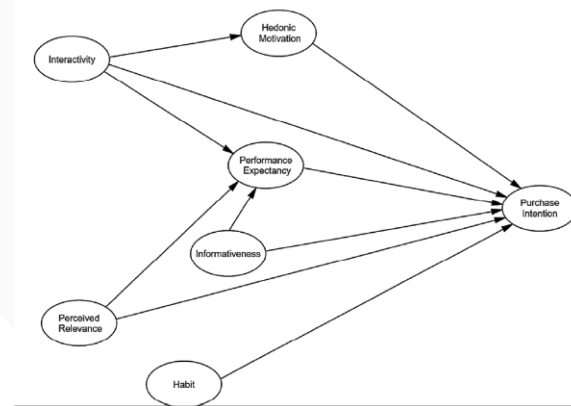 Hedonic
Motivation
Interactivity
Performance
Expectancy
Purchase
Intention
Informativeness
Perceived
Relevance
Habit